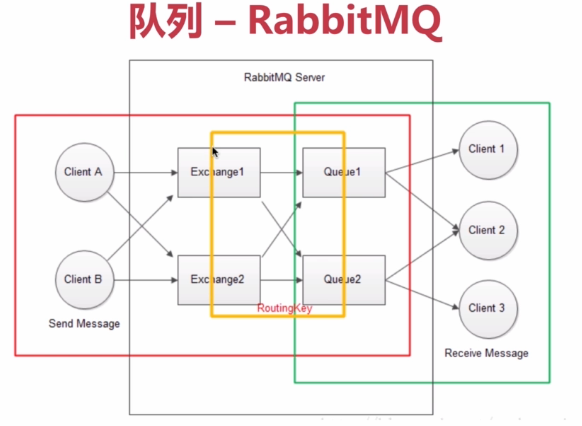 队列 – RabbitMQ
RabbitMQ Server
Client A
Exchange1
Queue1
Client 1
Client 2
Client B
Exchange2
Queue2
Client 3
RoutingKey
Send Message
Receive Message